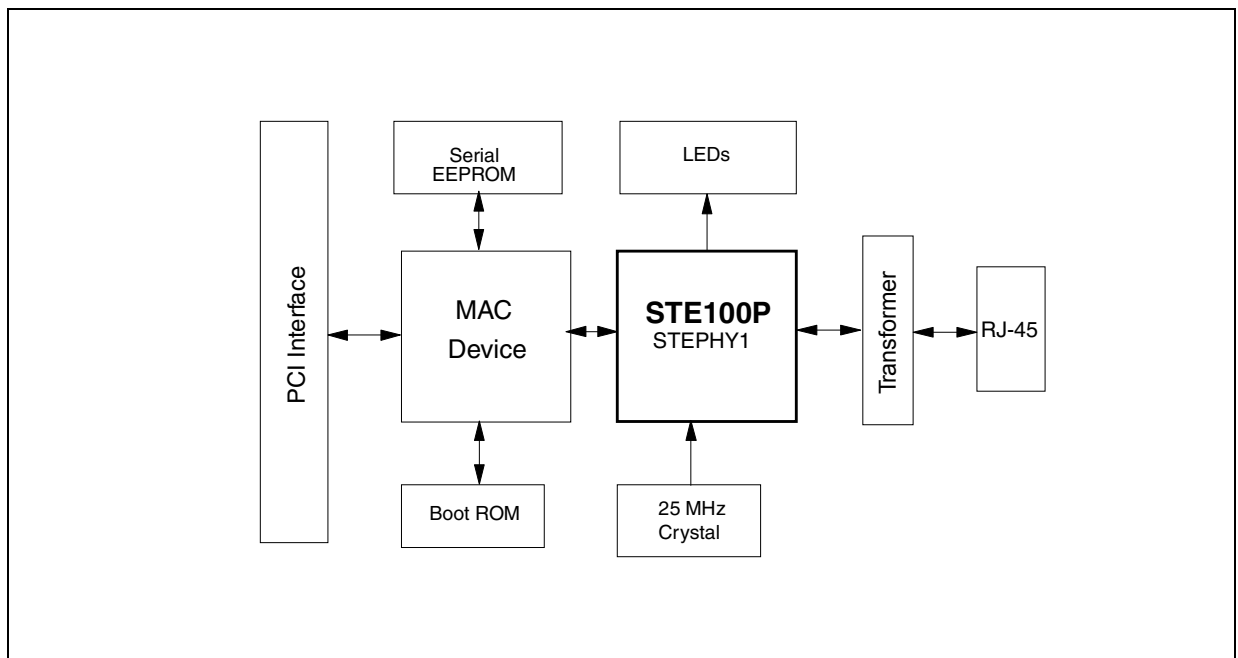 PCI Interface
Serial
EEPROM
MAC
Device
Boot ROM
LEDs
STE100P
STEPHY1
25 MHz
Crystal
Transformer
RJ-45